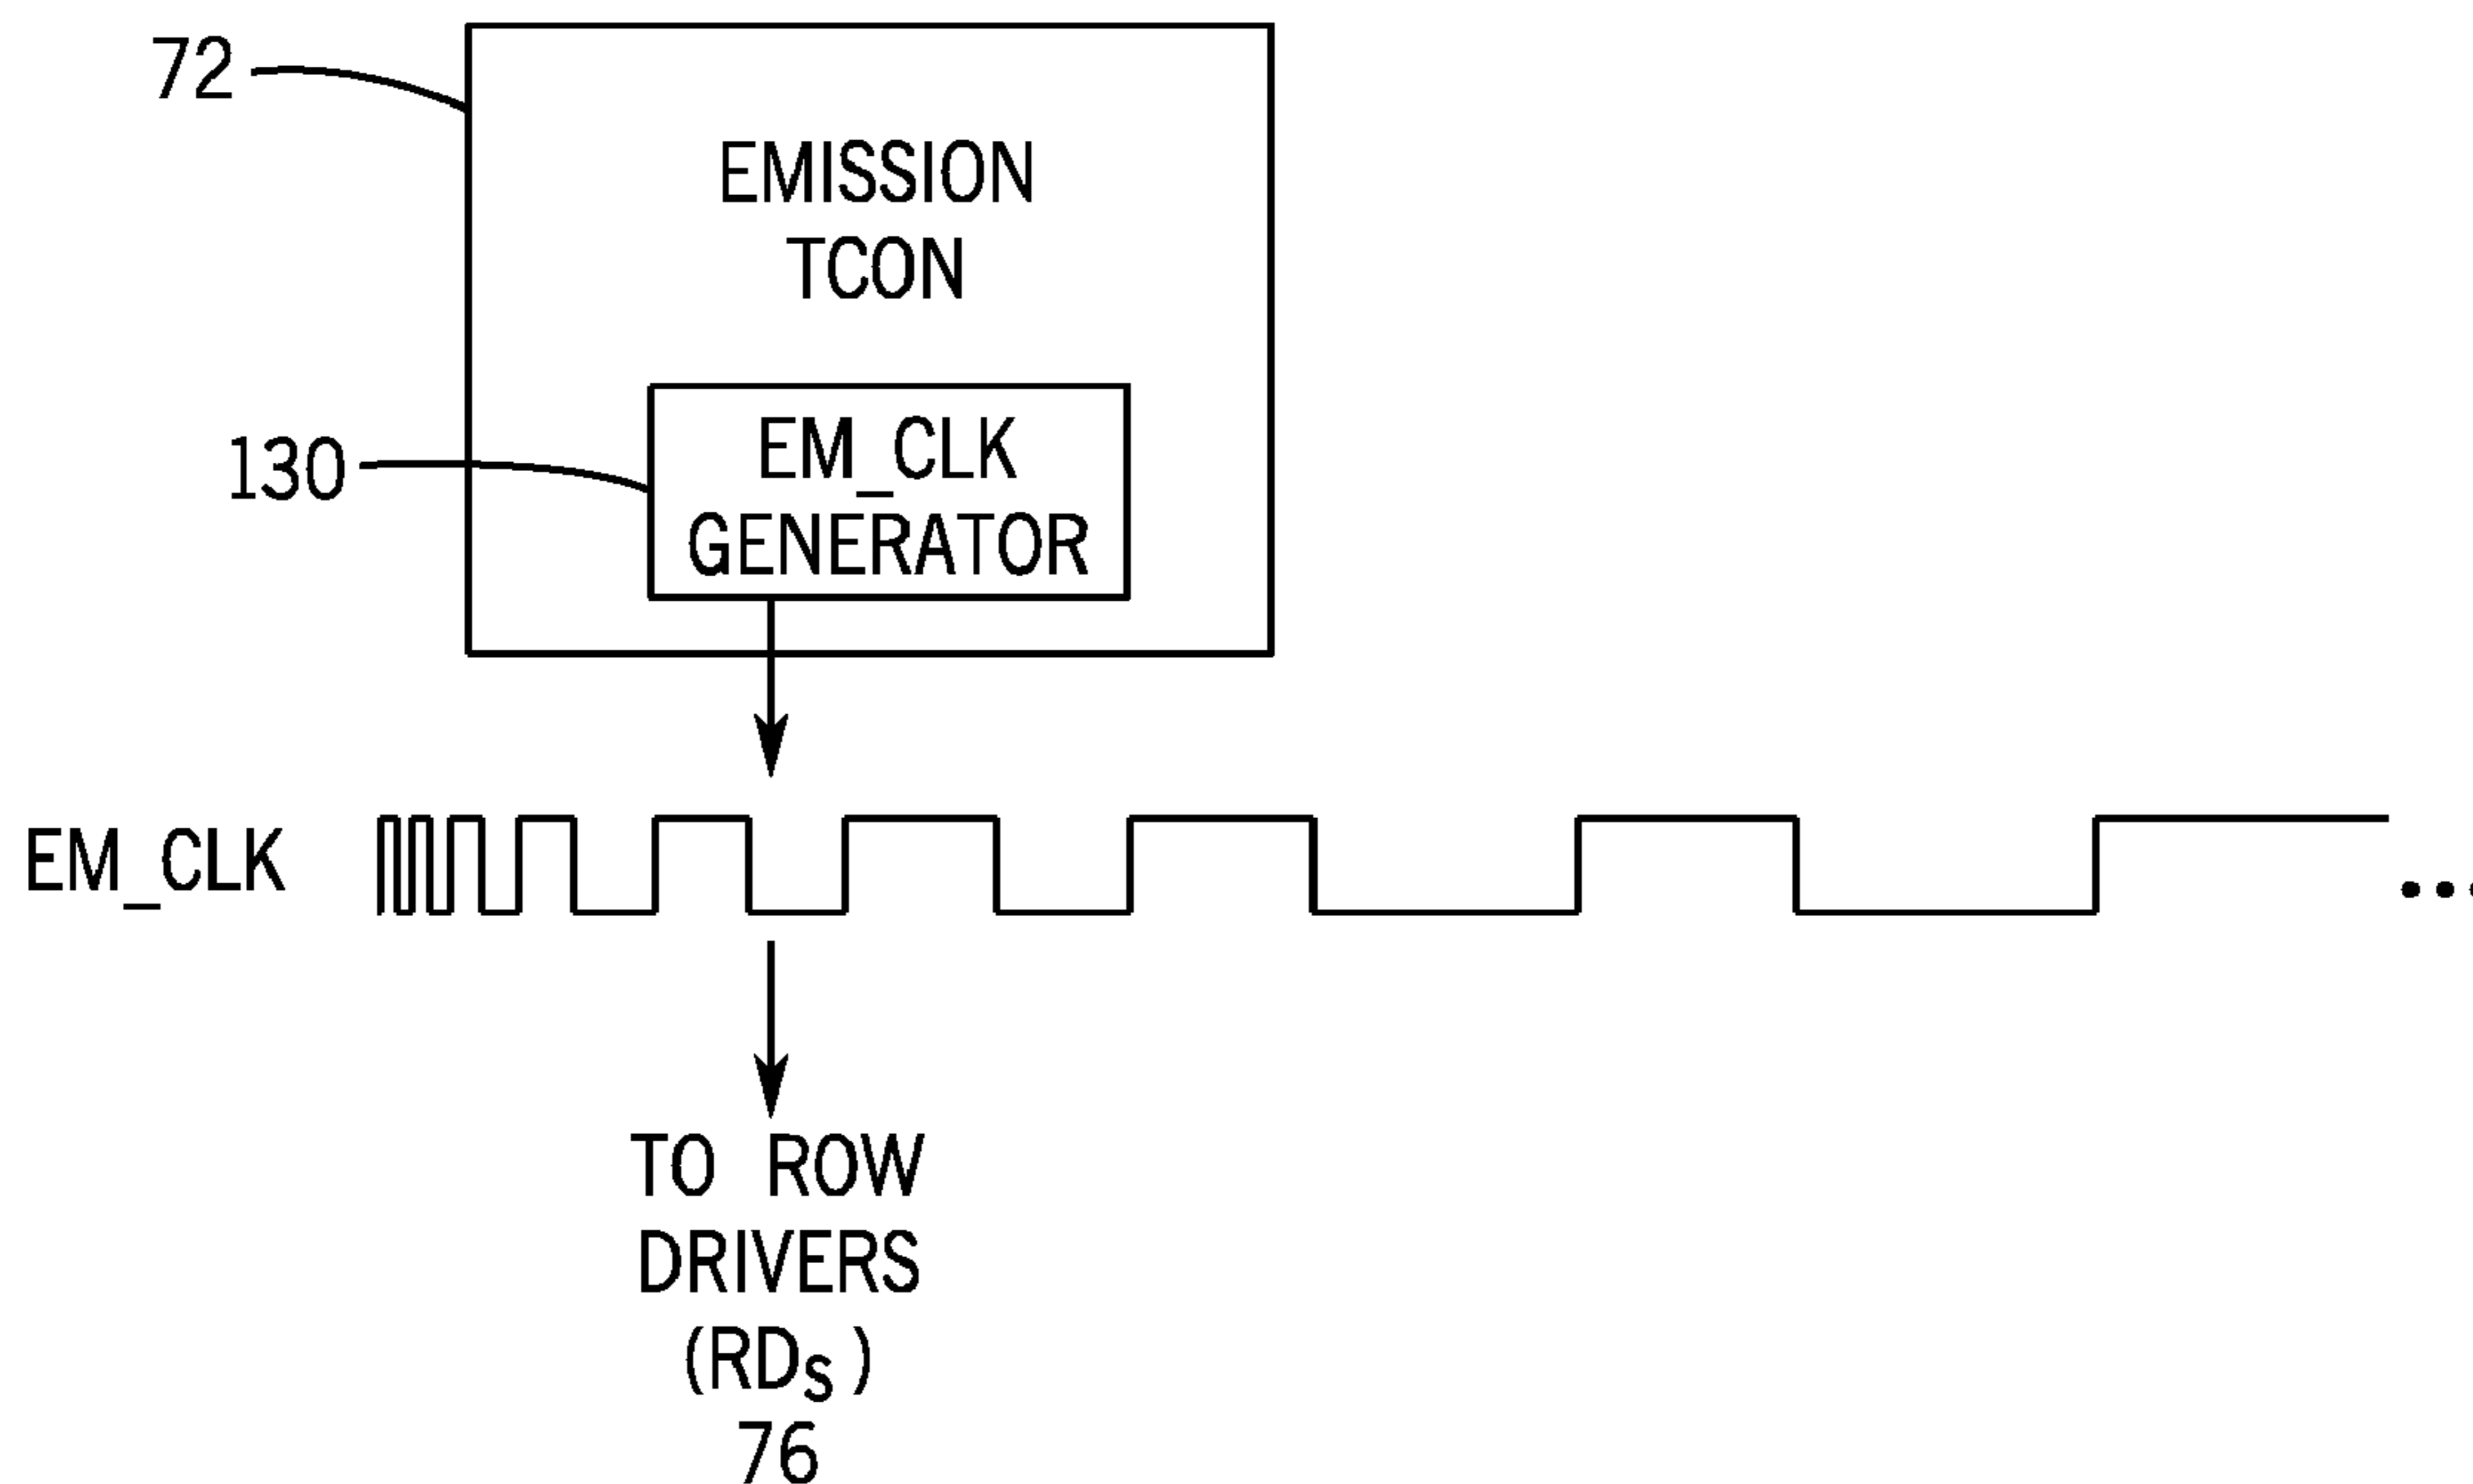 72
EMISSION
TCON
130
EM_CLK
GENERATOR
EM_CLK
TO ROW
DRIVERS
(RDs)
76